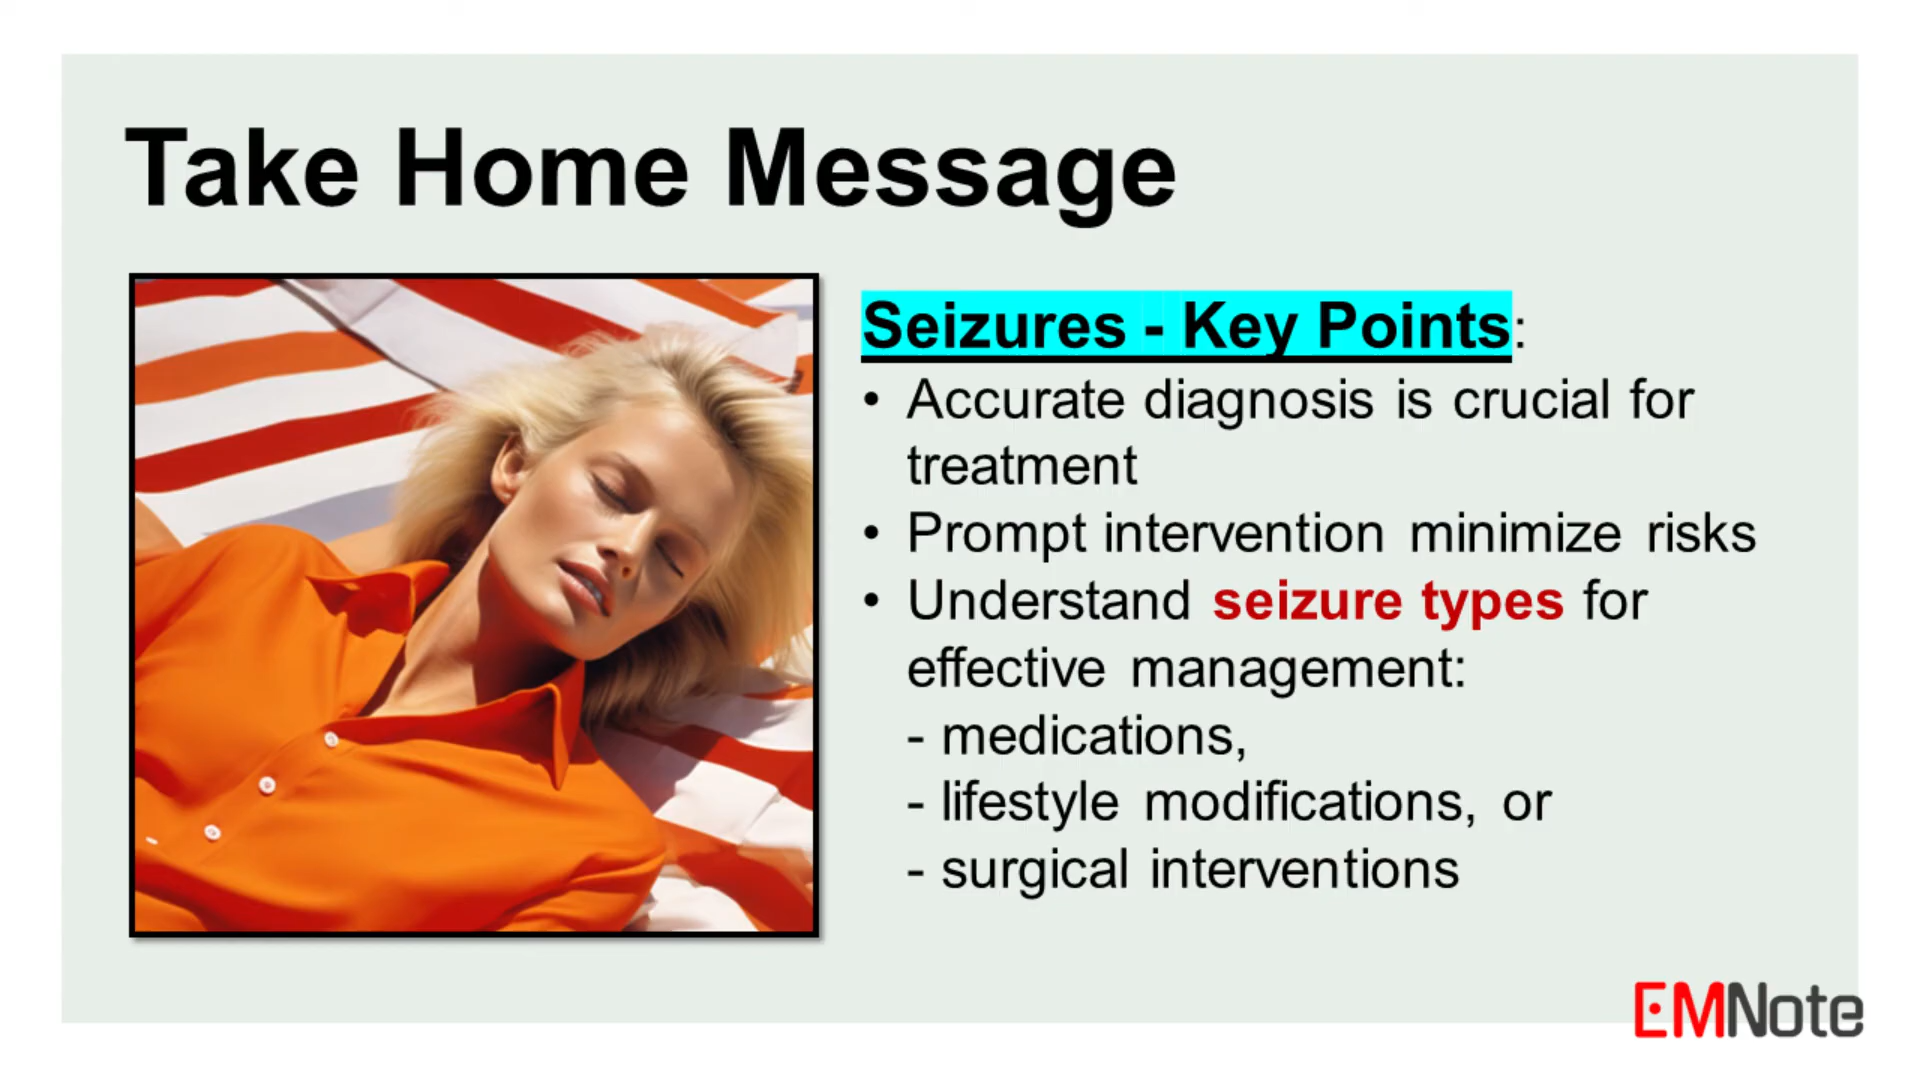 Take Home Message
Seizures - Key Points:
• Accurate diagnosis is crucial for
treatment
• Prompt intervention minimize risks
• Understand seizure types for
effective management:
- medications,
- lifestyle modifications, or
- surgical interventions
EMNote